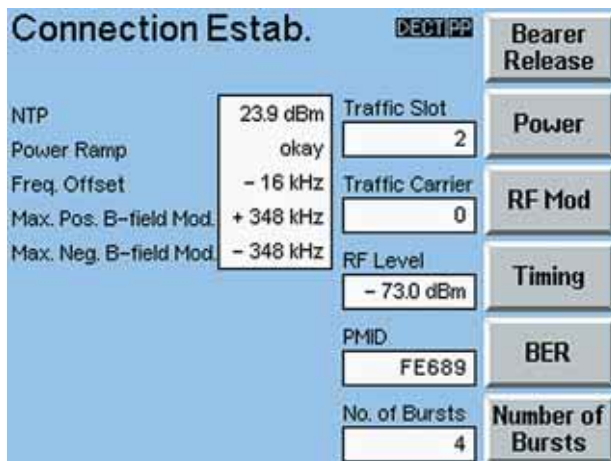 Connection Estab.
DECT PP
NTP 23.9 dBm
Power Ramp okay
Freq. Offset - 16 kHz
Max. Pos. B-field Mod. + 348 kHz
Max. Neg. B-field Mod. - 348 kHz
Traffic Slot
2
Traffic Carrier
0
RF Level
- 73.0 dBm
PMID
FE689
No. of Bursts
4
Bearer
Release
Power
RF Mod
Timing
BER
Number of
Bursts